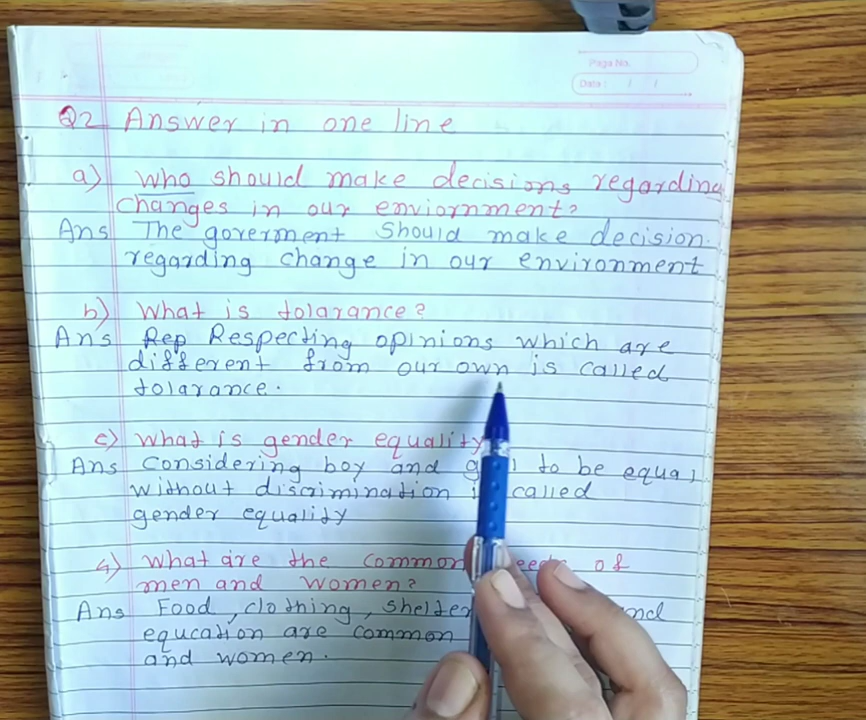 Page No.
Date: / /
Q2 Answer in one line
a) Who should make decisions regarding
changes in our enviornment?
Ans The goverment should make decision.
regarding change in our environment
b) What is tolarance?
Ans Rep Respecting opinions which are
different from our own is called
tolarance.
c) What is gender equality
Ans Considering boy and to be equal
without discrimination called
gender equality
4) What are the common of
men and women?
Ans Food, clothing, shelter
equcation are common
and women.